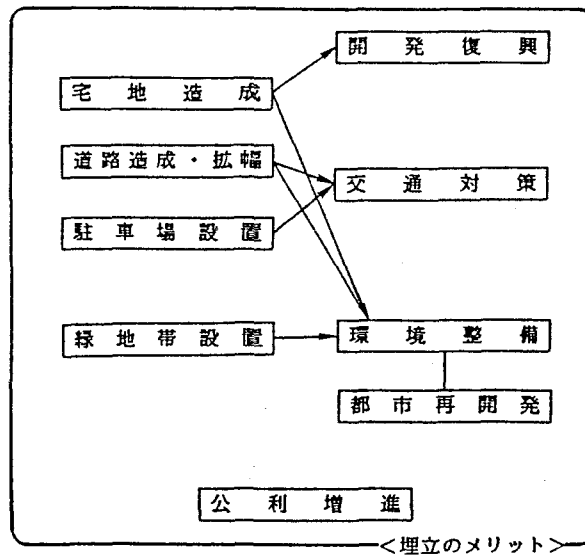 開発復興
宅地造成
道路造成・拡幅
交通対策
駐車場設置
緑地帯設置
環境整備
都市再開発
公利増進
<埋立のメリット>